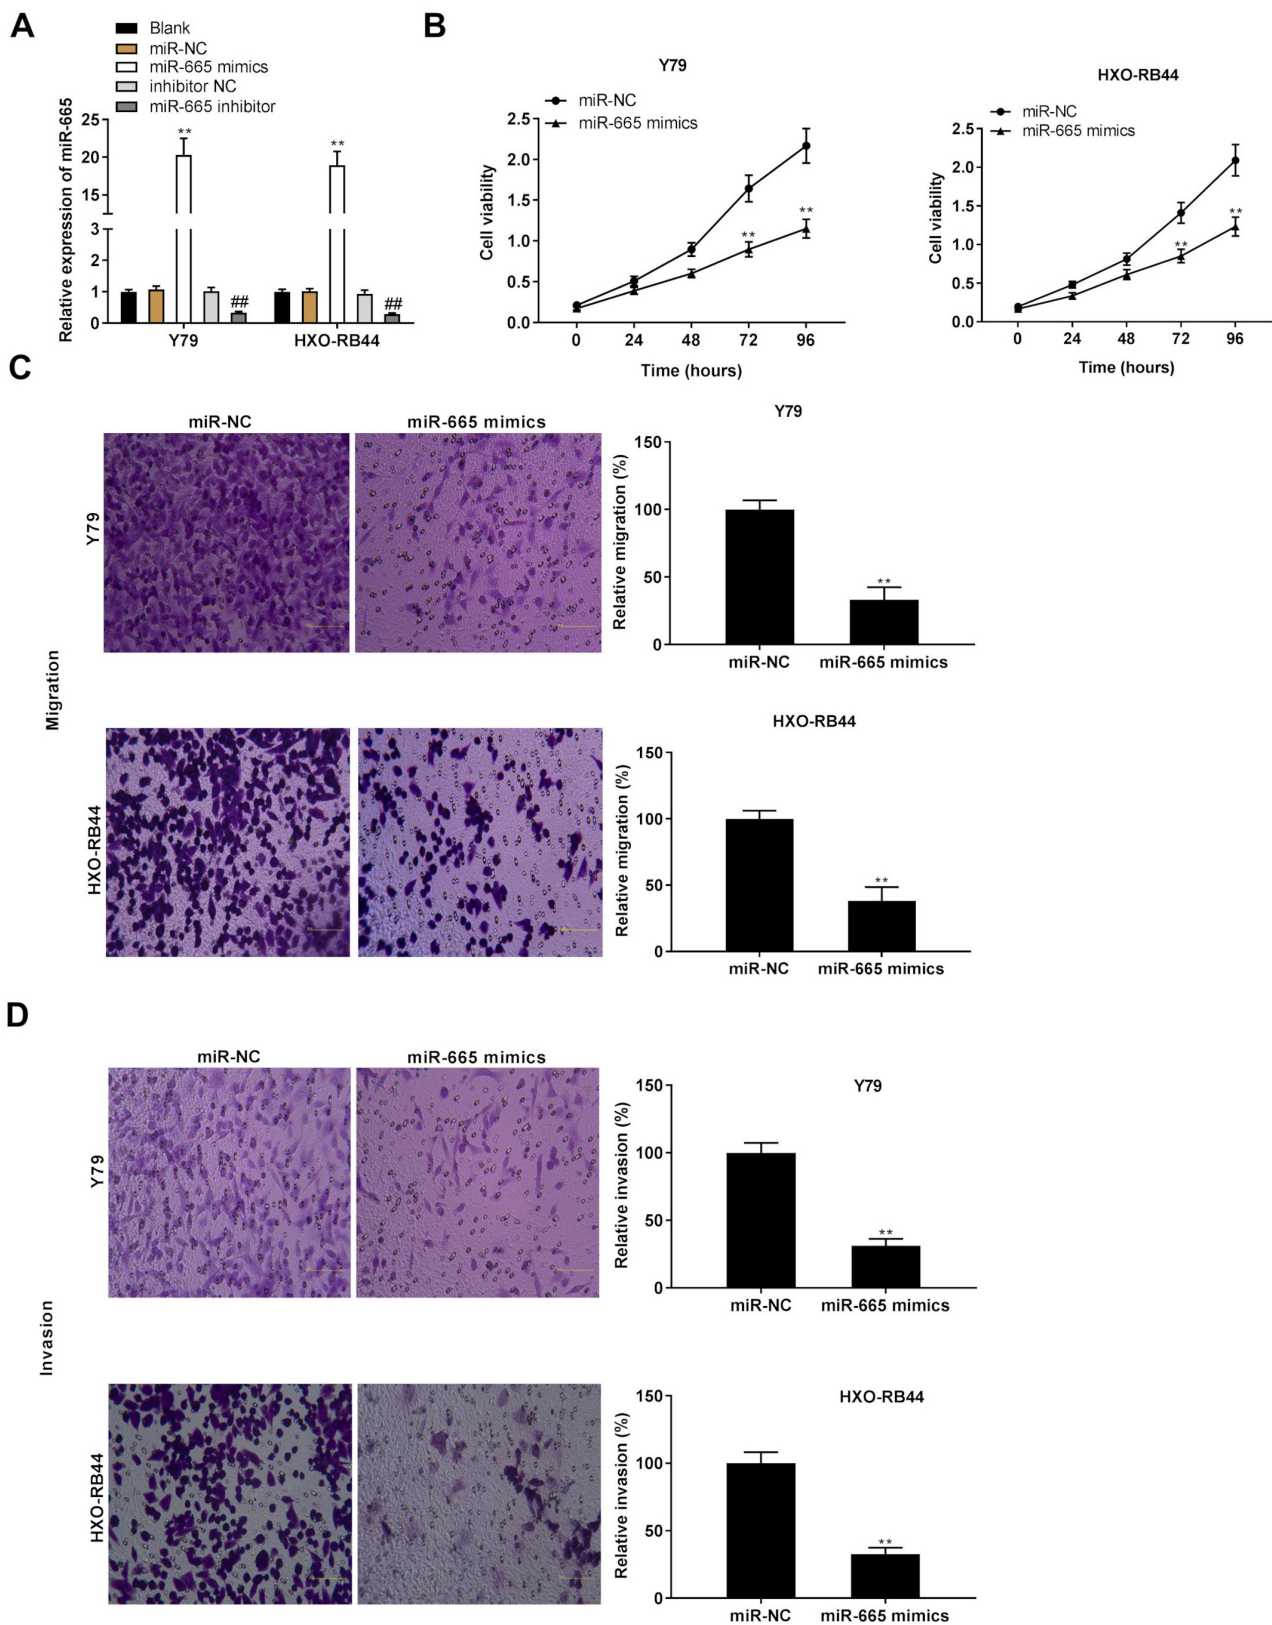 A
Blank
miR-NC
miR-665 mimics
inhibitor NC
miR-665 inhibitor
Relative expression of miR-665
25
20
15
3
2
1
0
**
##
**
##
Y79
HXO-RB44
B
Y79
miR-NC
miR-665 mimics
Cell viability
2.5
2.0
1.5
1.0
0.5
0.0
**
**
0 24 48 72 96
Time (hours)
HXO-RB44
miR-NC
miR-665 mimics
Cell viability
2.5
2.0
1.5
1.0
0.5
0.0
**
**
0 24 48 72 96
Time (hours)
C
Migration
miR-NC
miR-665 mimics
Y79
Y79
Relative migration (%)
150
100
50
0
**
miR-NC
miR-665 mimics
HXO-RB44
HXO-RB44
Relative migration (%)
150
100
50
0
**
miR-NC
miR-665 mimics
D
Invasion
miR-NC
miR-665 mimics
Y79
Y79
Relative invasion (%)
150
100
50
0
**
miR-NC
miR-665 mimics
HXO-RB44
HXO-RB44
Relative invasion (%)
150
100
50
0
**
miR-NC
miR-665 mimics